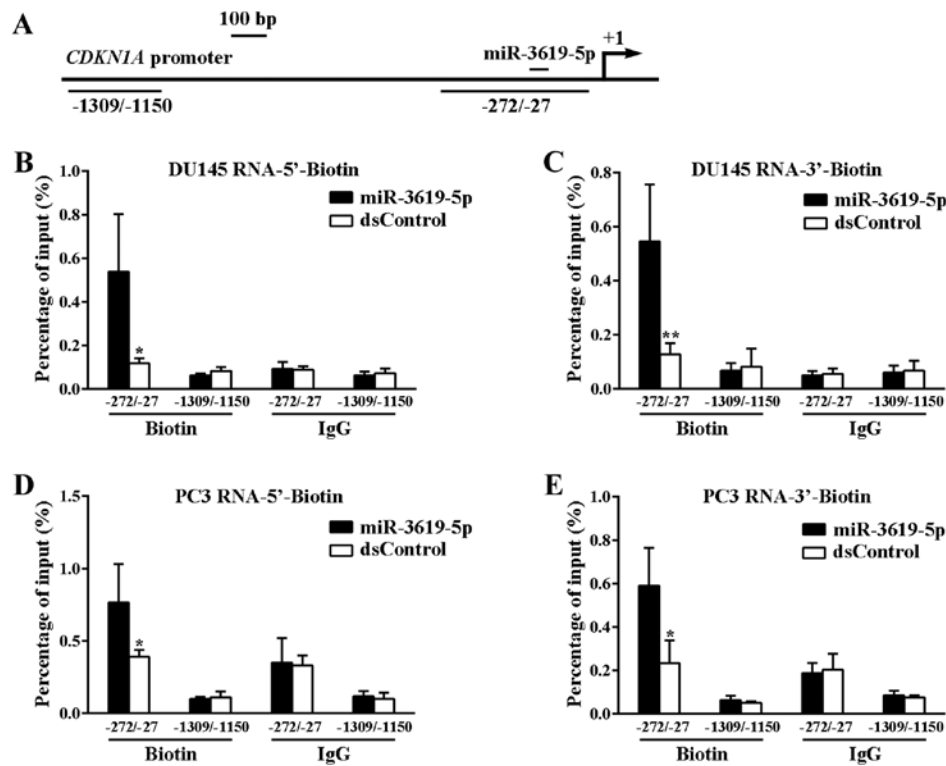 A
100 bp
CDKN1A promoter
miR-3619-5p
+1
-1309/-1150
-272/-27
B
DU145 RNA-5'-Biotin
Percentage of input (%)
1.0
0.8
0.6
0.4
0.2
0.0
miR-3619-5p
dsControl
*
-272/-27 -1309/-1150 -272/-27 -1309/-1150
Biotin IgG
C
DU145 RNA-3'-Biotin
Percentage of input (%)
0.8
0.6
0.4
0.2
0.0
miR-3619-5p
dsControl
**
-272/-27 -1309/-1150 -272/-27 -1309/-1150
Biotin IgG
D
PC3 RNA-5'-Biotin
Percentage of input (%)
1.5
1.0
0.5
0.0
miR-3619-5p
dsControl
*
-272/-27 -1309/-1150 -272/-27 -1309/-1150
Biotin IgG
E
PC3 RNA-3'-Biotin
Percentage of input (%)
1.0
0.8
0.6
0.4
0.2
0.0
miR-3619-5p
dsControl
*
-272/-27 -1309/-1150 -272/-27 -1309/-1150
Biotin IgG